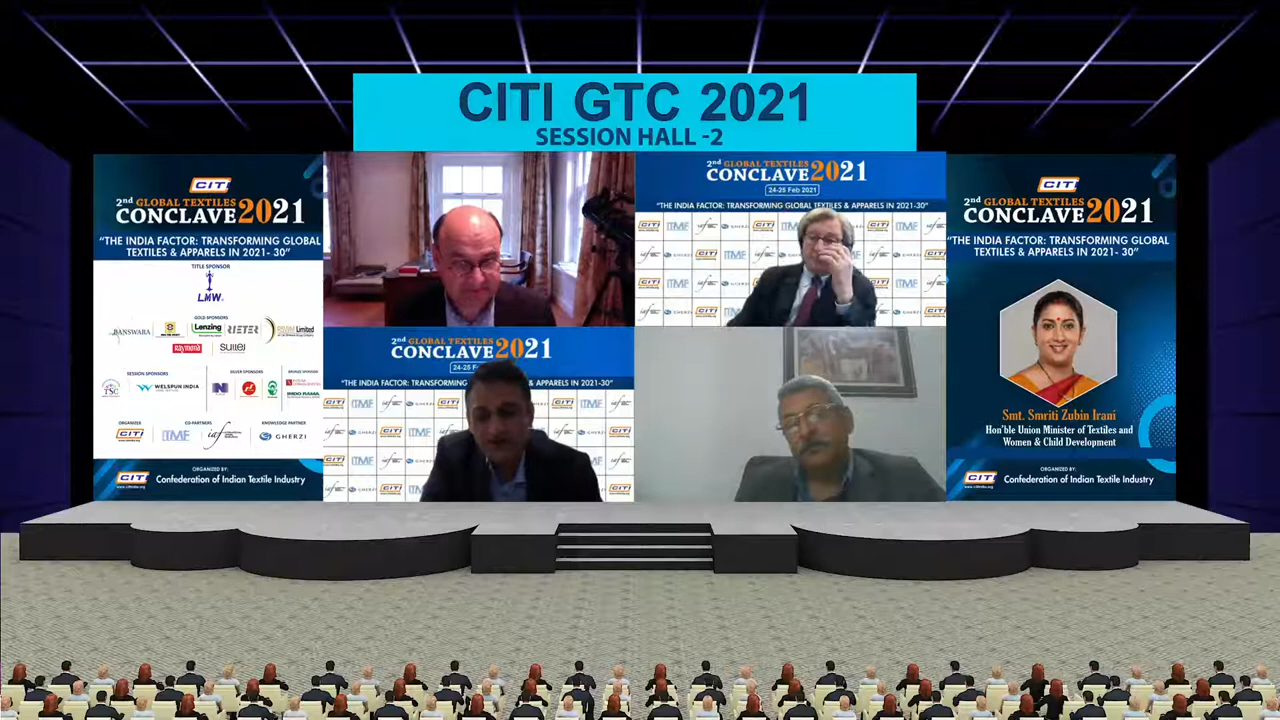 CITI GTC 2021
SESSION HALL -2
CITI
2nd GLOBAL TEXTILES
CONCLAVE 2021
"THE INDIA FACTOR: TRANSFORMING GLOBAL
TEXTILES & APPARELS IN 2021- 30"
TITLE SPONSOR
LMW
GOLD SPONSORS
BANSWARA
Lenzing
RIETER
Limited
Raymond
SUTLEJ
SESSION SPONSORS
SILVER SPONSORS
BRONZE SPONSOR
WELSPUN INDIA
INDO RAMA
ORGANIZER
CO-PARTNERS
KNOWLEDGE PARTNER
CITI
ITMF
iaf
GHERZI
CITI
ORGANIZED BY:
Confederation of Indian Textile Industry
2nd GLOBAL TEXTILES
CONCLAVE 2021
24-25 Feb 2021
"THE INDIA FACTOR: TRANSFORMING GLOBAL TEXTILES & APPARELS IN 2021-30"
2nd GLOBAL TEXTILES
CONCLAVE 2021
"THE INDIA FACTOR: TRANSFORMING & APPARELS IN 2021-30"
CITI
2nd GLOBAL TEXTILES
CONCLAVE 2021
"THE INDIA FACTOR: TRANSFORMING GLOBAL
TEXTILES & APPARELS IN 2021- 30"
Smt. Smriti Zubin Irani
Hon'ble Union Minister of Textiles and
Women & Child Development
CITI
ORGANIZED BY:
Confederation of Indian Textile Industry